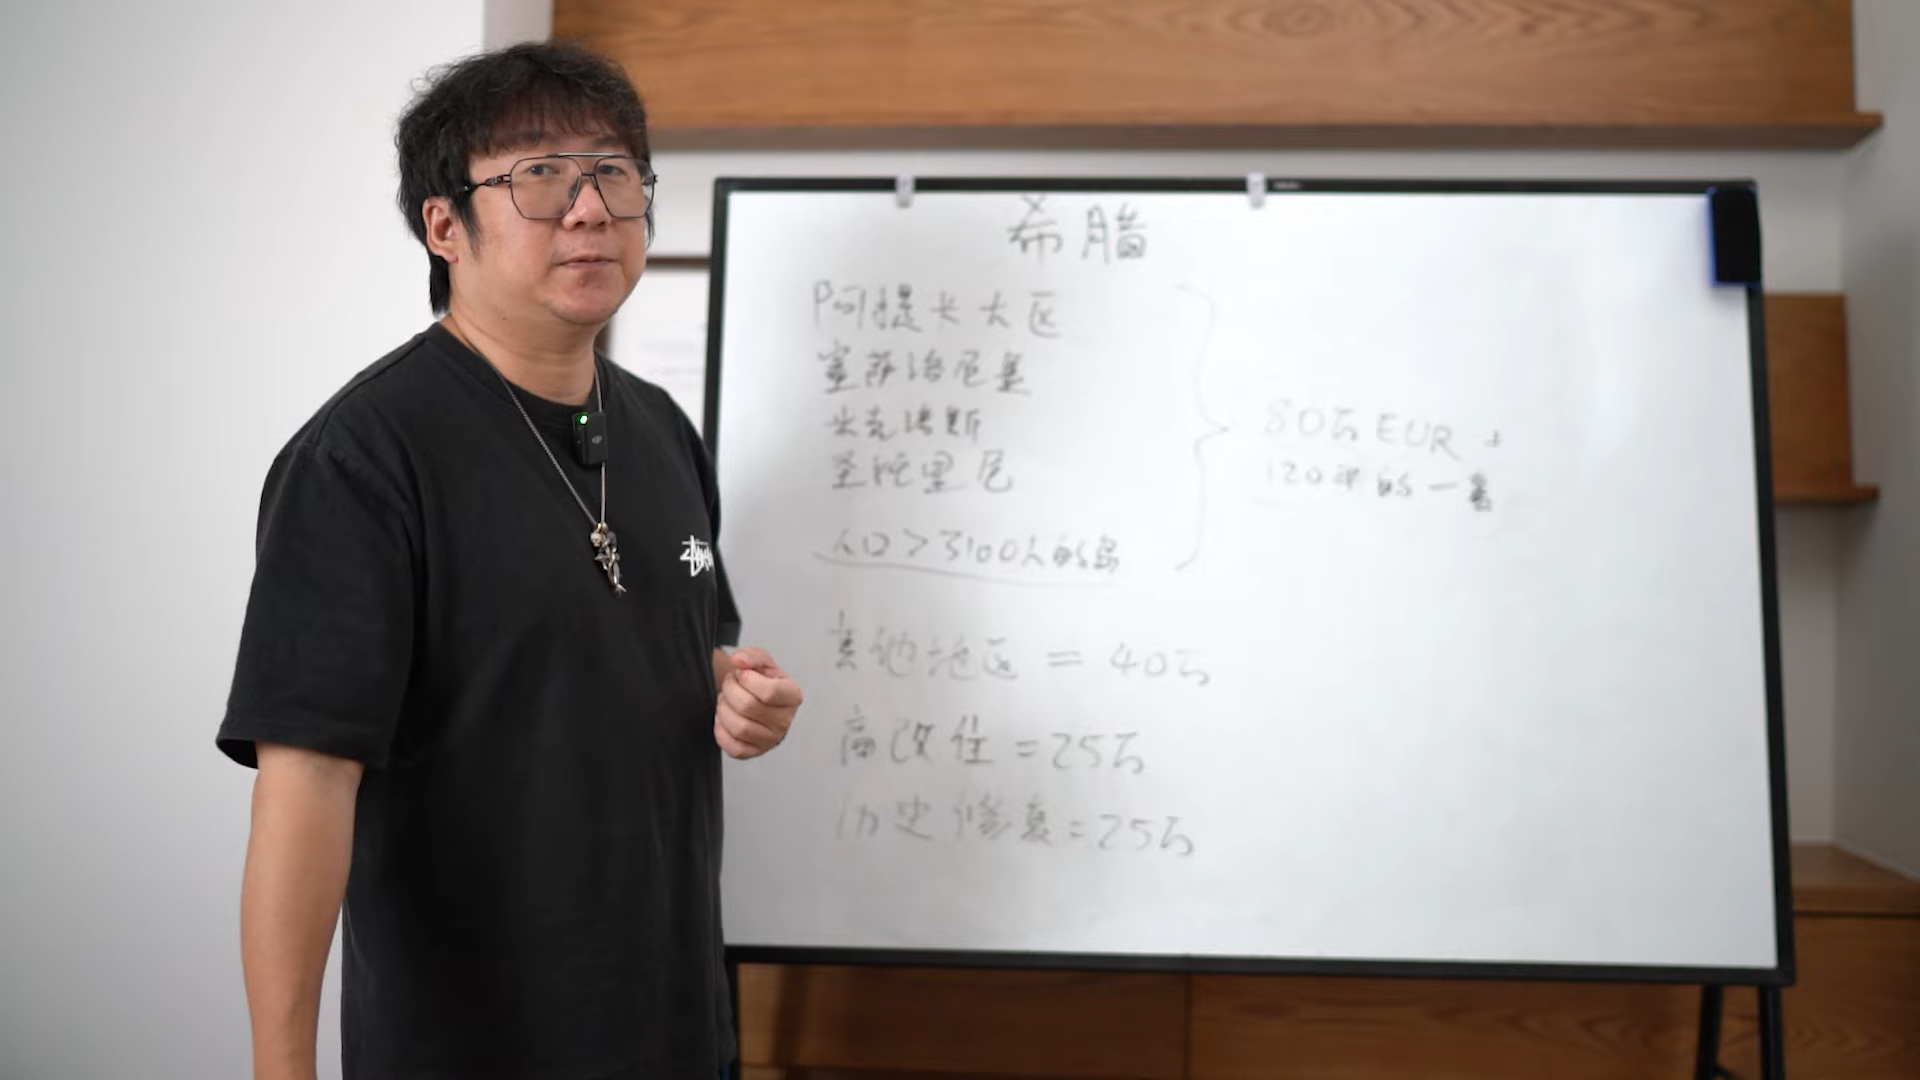 希腊
阿提卡大区
塞萨洛尼基
米克诺斯
圣托里尼
人口>3100人的岛
80万EUR +
120平的一套
其他地区 = 40万
商改住 = 25万
历史修复 = 25万